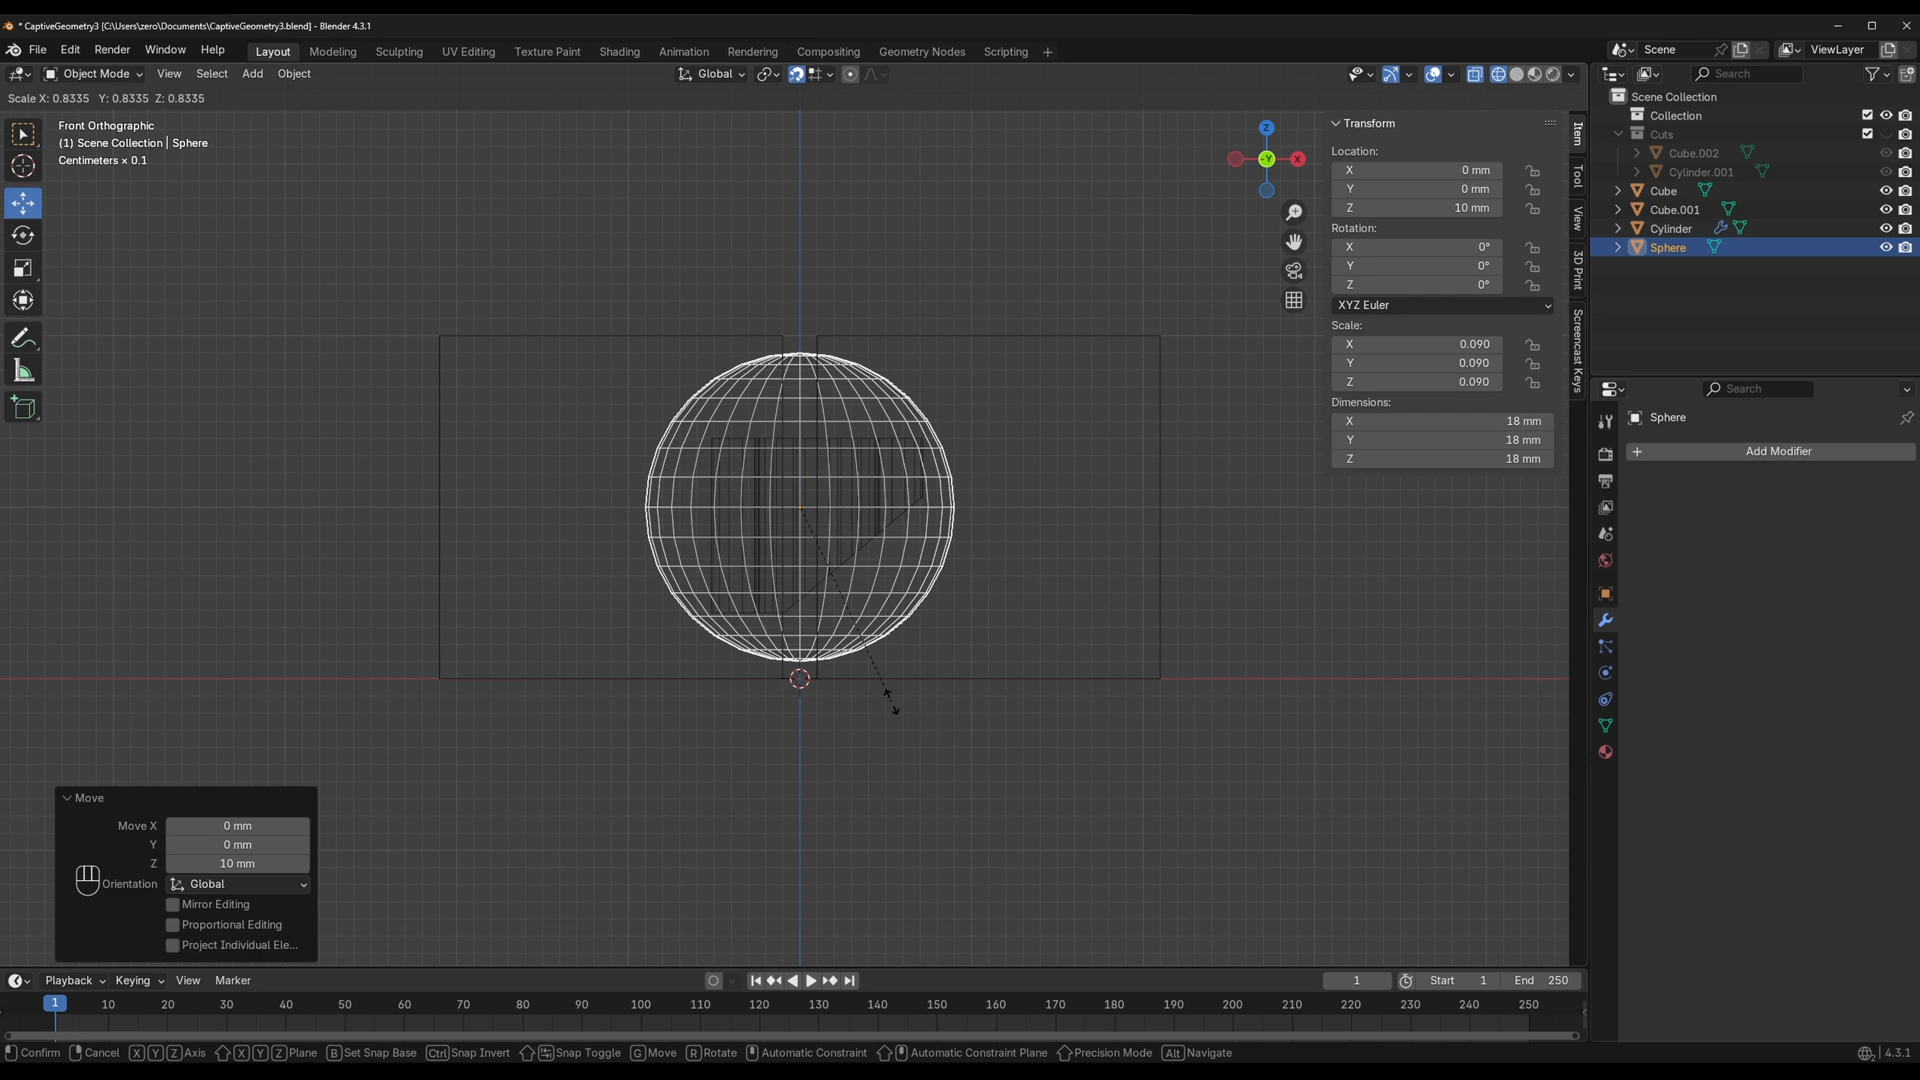 * CaptiveGeometry3 [C:\Users\zero\Documents\CaptiveGeometry3.blend] - Blender 4.3.1
File Edit Render Window Help Layout Modeling Sculpting UV Editing Texture Paint Shading Animation Rendering Compositing Geometry Nodes Scripting +
Scene
ViewLayer
Object Mode View Select Add Object
Global
Search
Scale X: 0.8335 Y: 0.8335 Z: 0.8335
Front Orthographic
(1) Scene Collection | Sphere
Centimeters × 0.1
Z
-Y
X
Transform
Location:
X 0 mm
Y 0 mm
Z 10 mm
Rotation:
X 0°
Y 0°
Z 0°
XYZ Euler
Scale:
X 0.090
Y 0.090
Z 0.090
Dimensions:
X 18 mm
Y 18 mm
Z 18 mm
Item
Tool
View
3D Print
Screencast Keys
Scene Collection
Collection
Cuts
Cube.002
Cylinder.001
Cube
Cube.001
Cylinder
Sphere
Search
Sphere
+ Add Modifier
Move
Move X 0 mm
Y 0 mm
Z 10 mm
Orientation Global
Mirror Editing
Proportional Editing
Project Individual Ele...
Playback Keying View Marker
1 Start 1 End 250
1 10 20 30 40 50 60 70 80 90 100 110 120 130 140 150 160 170 180 190 200 210 220 230 240 250
Confirm Cancel X Y Z Axis X Y Z Plane B Set Snap Base Ctrl Snap Invert Snap Toggle G Move R Rotate Automatic Constraint Automatic Constraint Plane Precision Mode Alt Navigate
4.3.1